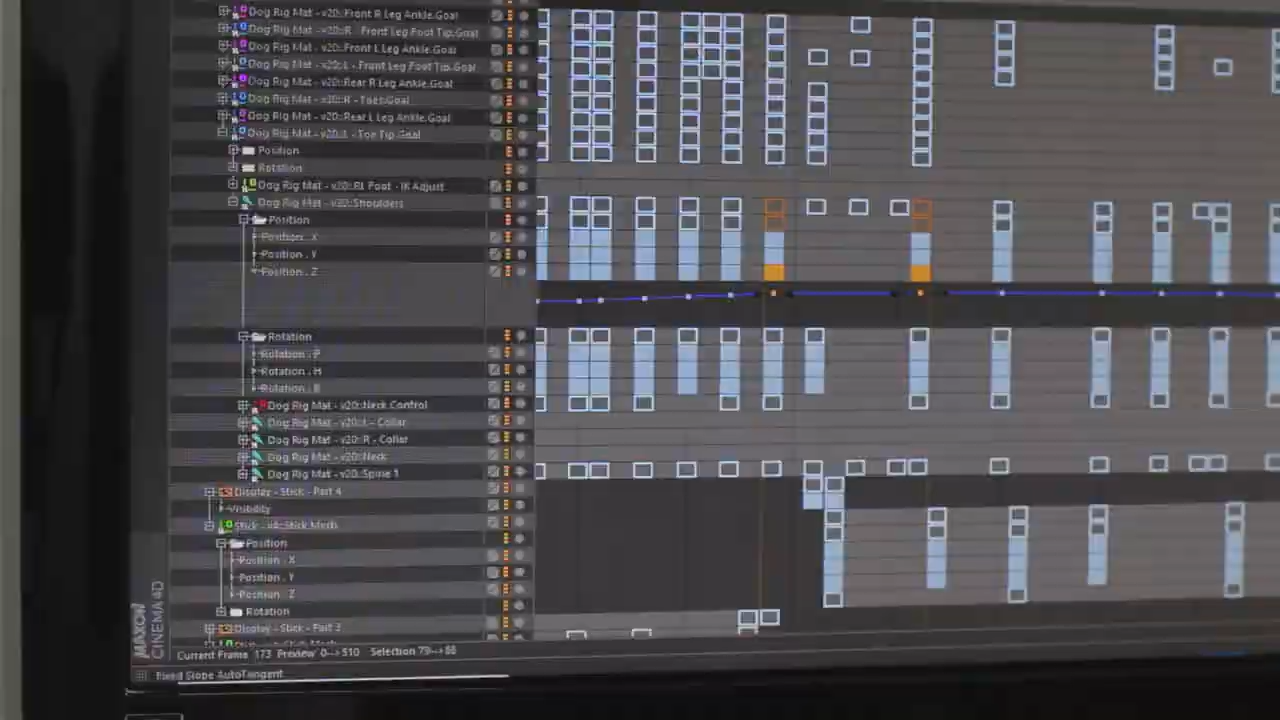 Dog Rig Mat - v20::Front R Leg Ankle.Goal
Dog Rig Mat - v20::R - Front Leg Foot Tip.Goal
Dog Rig Mat - v20::Front L Leg Ankle.Goal
Dog Rig Mat - v20::L - Front Leg Foot Tip.Goal
Dog Rig Mat - v20::Rear R Leg Ankle.Goal
Dog Rig Mat - v20::R - Toes.Goal
Dog Rig Mat - v20::Rear L Leg Ankle.Goal
Dog Rig Mat - v20::L - Toe Tip.Goal
Position
Rotation
Dog Rig Mat - v20::RL Foot - IK Adjust
Dog Rig Mat - v20::Shoulders
Position
Position . X
Position . Y
Position . Z
Rotation
Rotation . P
Rotation . H
Rotation . B
Dog Rig Mat - v20::Neck Control
Dog Rig Mat - v20::L - Collar
Dog Rig Mat - v20::R - Collar
Dog Rig Mat - v20::Neck
Dog Rig Mat - v20::Spine 1
Display - Stick - Part 4
Visibility
Stick - v4::Stick Mesh
Position
Position . X
Position . Y
Position . Z
Rotation
Display - Stick - Part 3
MAXON
CINEMA 4D
Current Frame 173 Preview 0-->510 Selection 79-->88
Fixed Slope AutoTangent